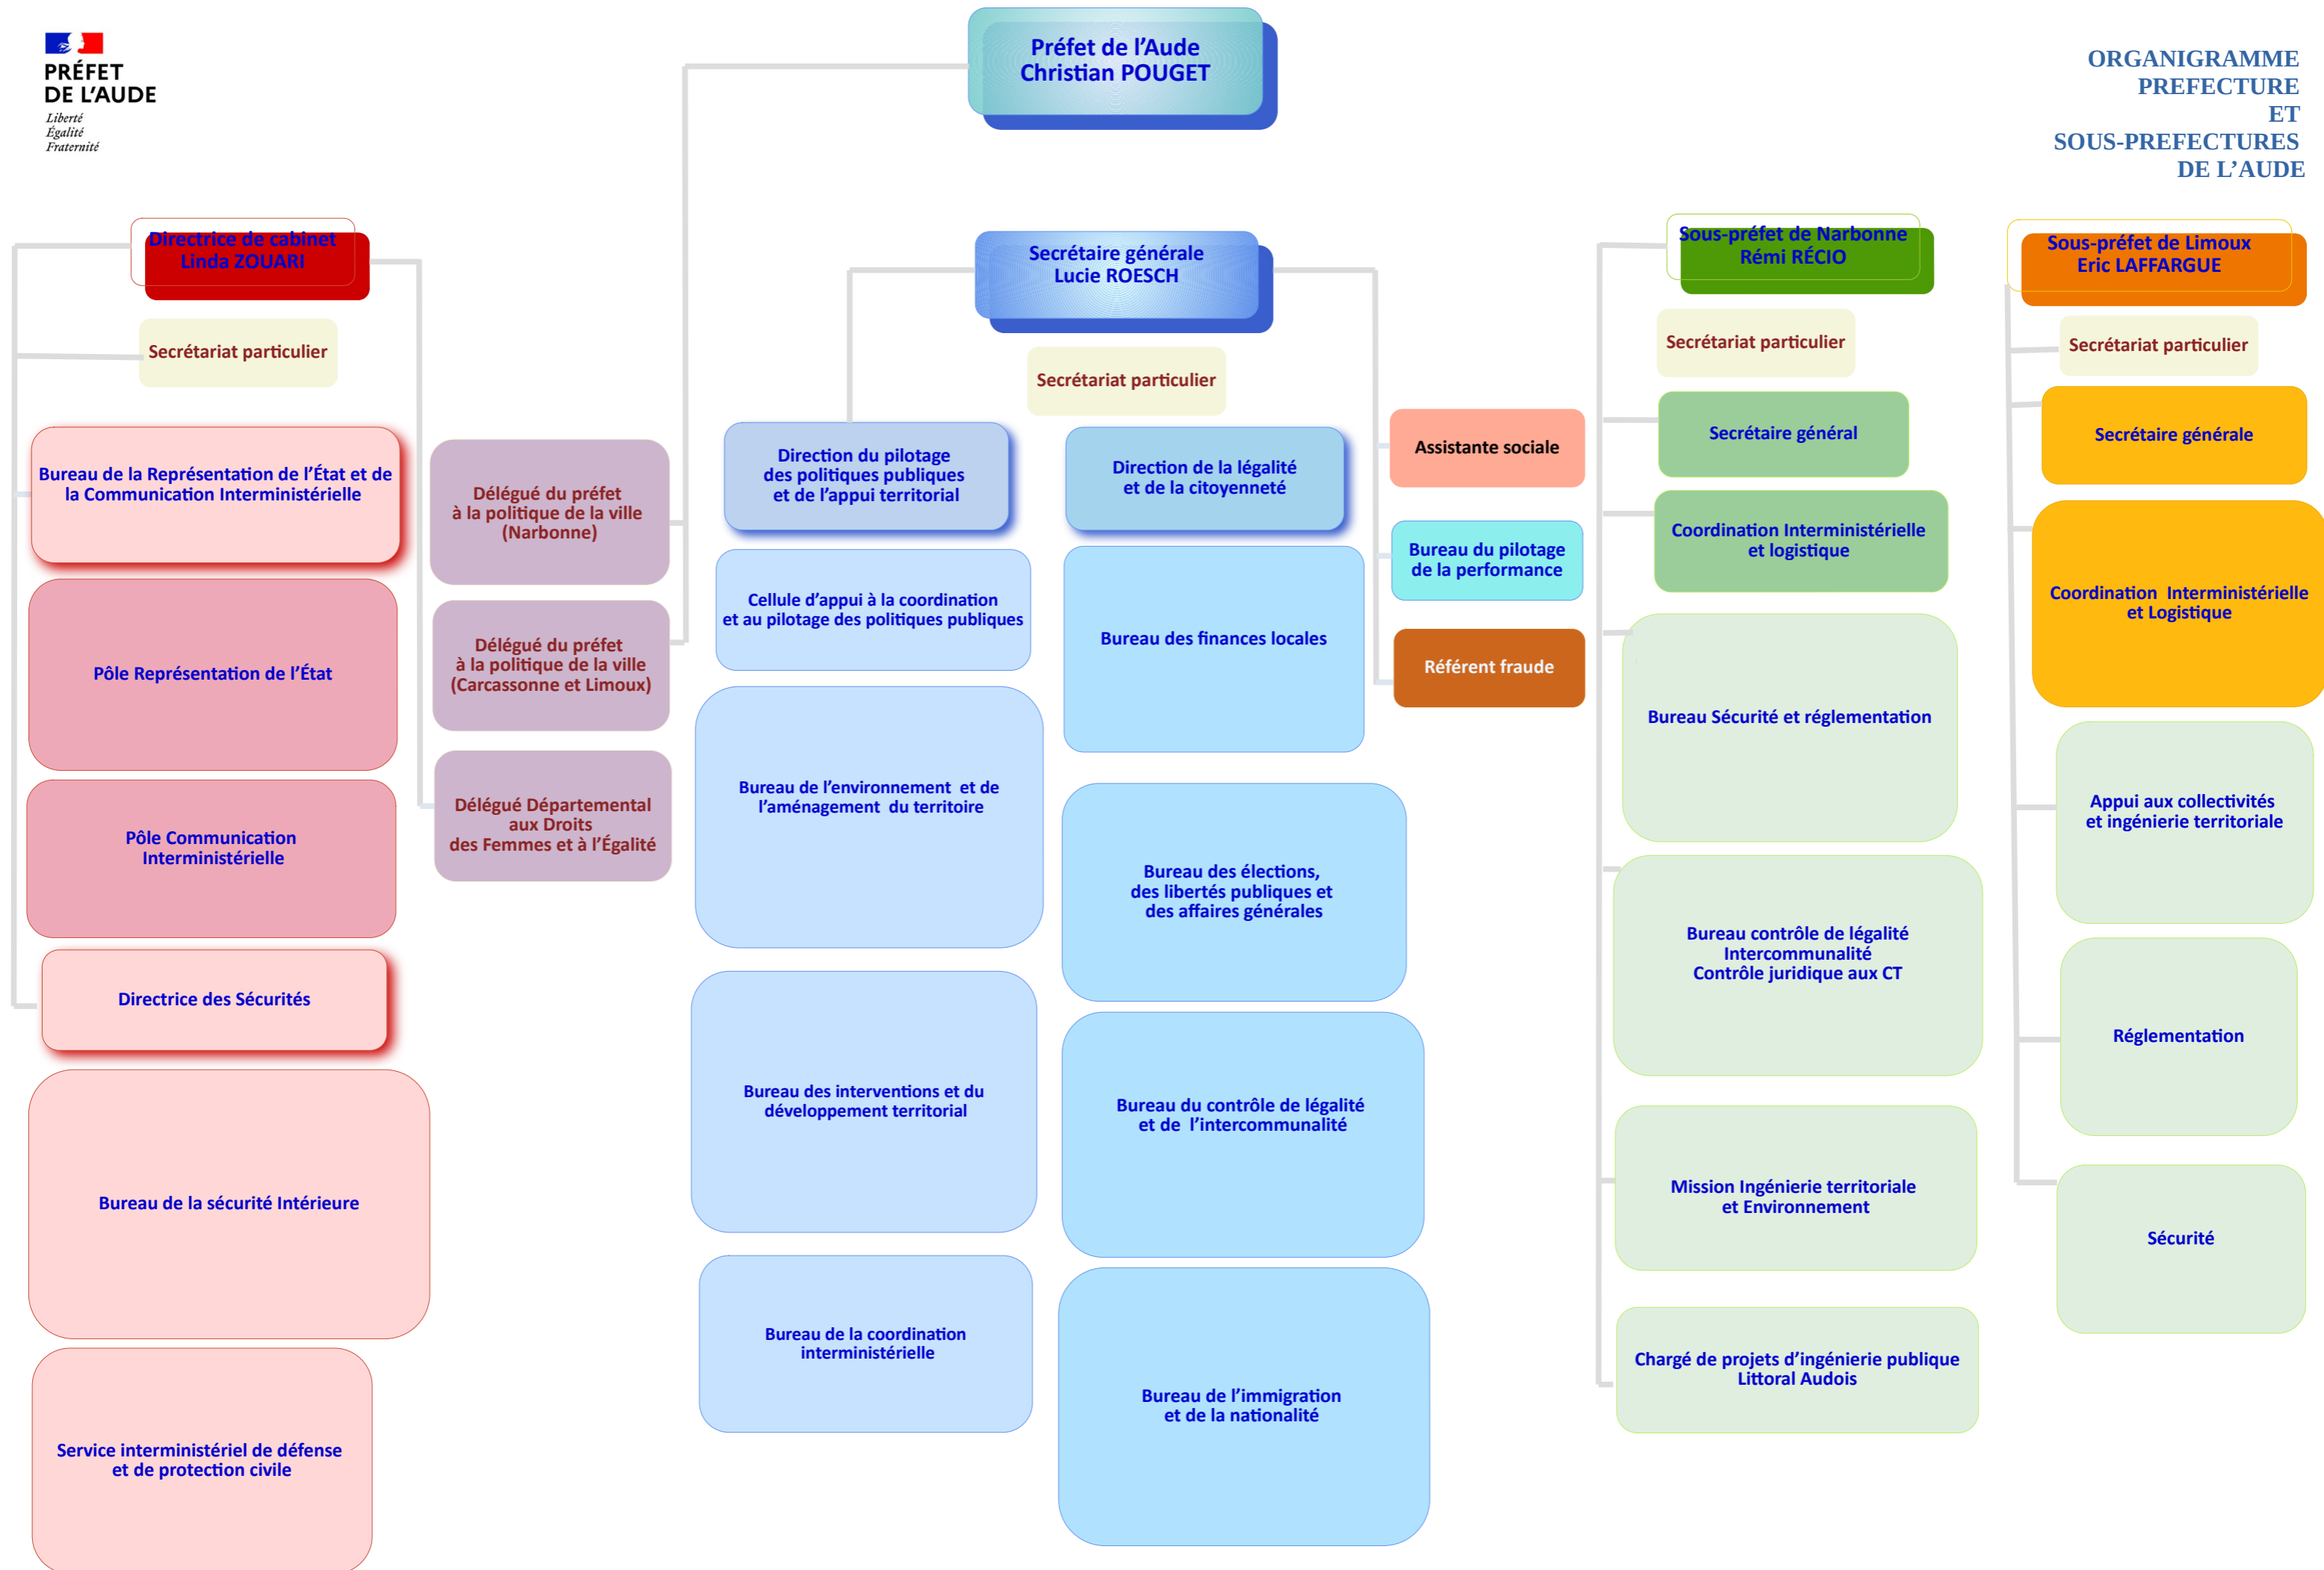 PRÉFET
DE L’AUDE
Liberté
Égalité
Fraternité
Préfet de l’Aude
Christian POUGET
ORGANIGRAMME
PREFECTURE
ET
SOUS-PREFECTURES
DE L’AUDE
Directrice de cabinet
Linda ZOUARI
Secrétariat particulier
Bureau de la Représentation de l’État et de
la Communication Interministérielle
Pôle Représentation de l’État
Pôle Communication
Interministérielle
Directrice des Sécurités
Bureau de la sécurité Intérieure
Service interministériel de défense
et de protection civile
Délégué du préfet
à la politique de la ville
(Narbonne)
Délégué du préfet
à la politique de la ville
(Carcassonne et Limoux)
Délégué Départemental
aux Droits
des Femmes et à l’Égalité
Secrétaire générale
Lucie ROESCH
Secrétariat particulier
Direction du pilotage
des politiques publiques
et de l’appui territorial
Cellule d’appui à la coordination
et au pilotage des politiques publiques
Bureau de l’environnement et de
l’aménagement du territoire
Bureau des interventions et du
développement territorial
Bureau de la coordination
interministérielle
Direction de la légalité
et de la citoyenneté
Bureau des finances locales
Bureau des élections,
des libertés publiques et
des affaires générales
Bureau du contrôle de légalité
et de l’intercommunalité
Bureau de l’immigration
et de la nationalité
Assistante sociale
Bureau du pilotage
de la performance
Référent fraude
Sous-préfet de Narbonne
Rémi RÉCIO
Secrétariat particulier
Secrétaire général
Coordination Interministérielle
et logistique
Bureau Sécurité et réglementation
Bureau contrôle de légalité
Intercommunalité
Contrôle juridique aux CT
Mission Ingénierie territoriale
et Environnement
Chargé de projets d’ingénierie publique
Littoral Audois
Sous-préfet de Limoux
Eric LAFFARGUE
Secrétariat particulier
Secrétaire générale
Coordination Interministérielle
et Logistique
Appui aux collectivités
et ingénierie territoriale
Réglementation
Sécurité